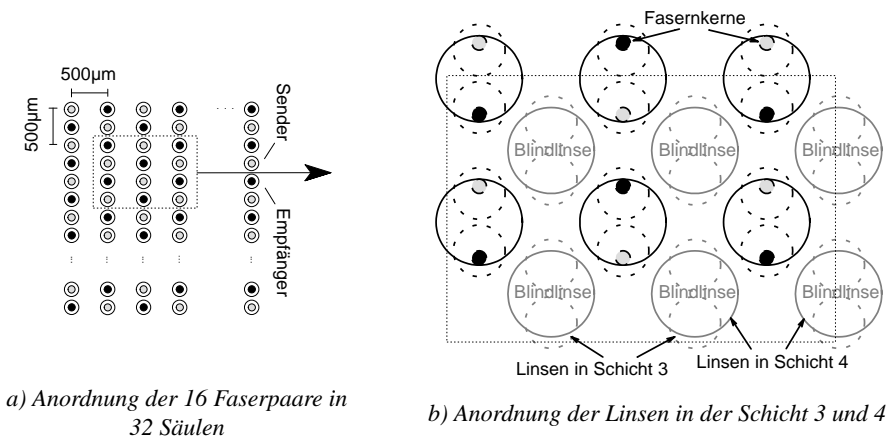 500µm
500µm
Sender
Empfänger
a) Anordnung der 16 Faserpaare in
32 Säulen
Fasernkerne
Blindlinse
Blindlinse
Blindlinse
Blindlinse
Blindlinse
Blindlinse
Linsen in Schicht 3
Linsen in Schicht 4
b) Anordnung der Linsen in der Schicht 3 und 4